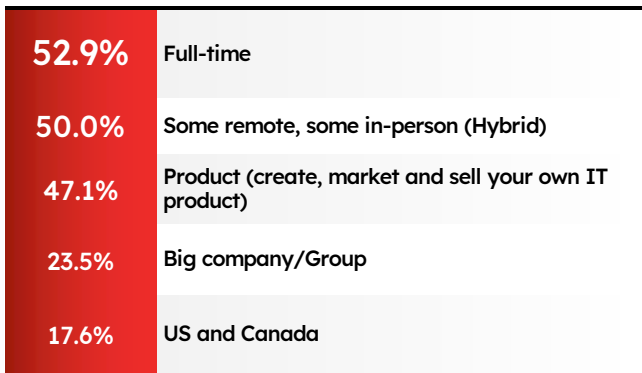 52.9% Full-time
50.0% Some remote, some in-person (Hybrid)
47.1% Product (create, market and sell your own IT
product)
23.5% Big company/Group
17.6% US and Canada